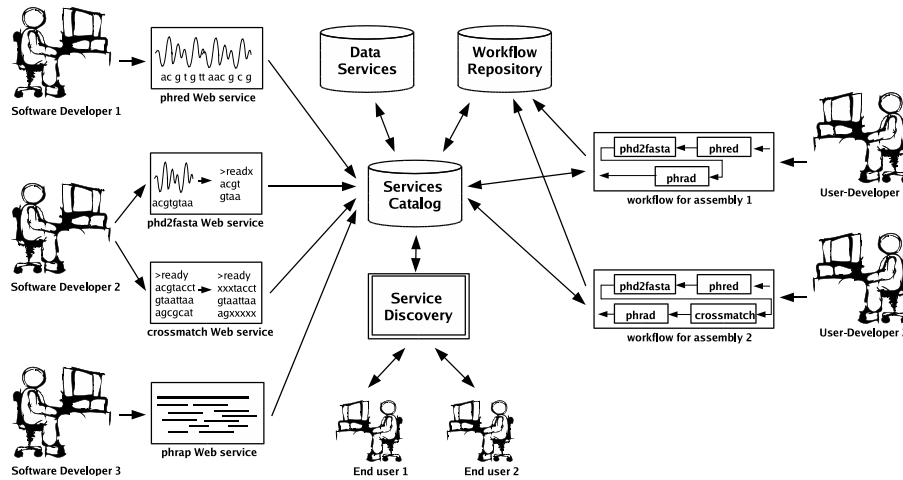 ac g t g tt aac g c g
phred Web service
Software Developer 1
>readx
acgt
gtaa
acgtgtaa
phd2fasta Web service
Software Developer 2
>ready
acgtacct
gtaattaa
agcgcat
>ready
xxxtacct
gtaattaa
agxxxxx
crossmatch Web service
phrap Web service
Software Developer 3
Data
Services
Workflow
Repository
Services
Catalog
Service
Discovery
End user 1
End user 2
phd2fasta
phred
phrad
workflow for assembly 1
User-Developer
phd2fasta
phred
phrad
crossmatch
workflow for assembly 2
User-Developer